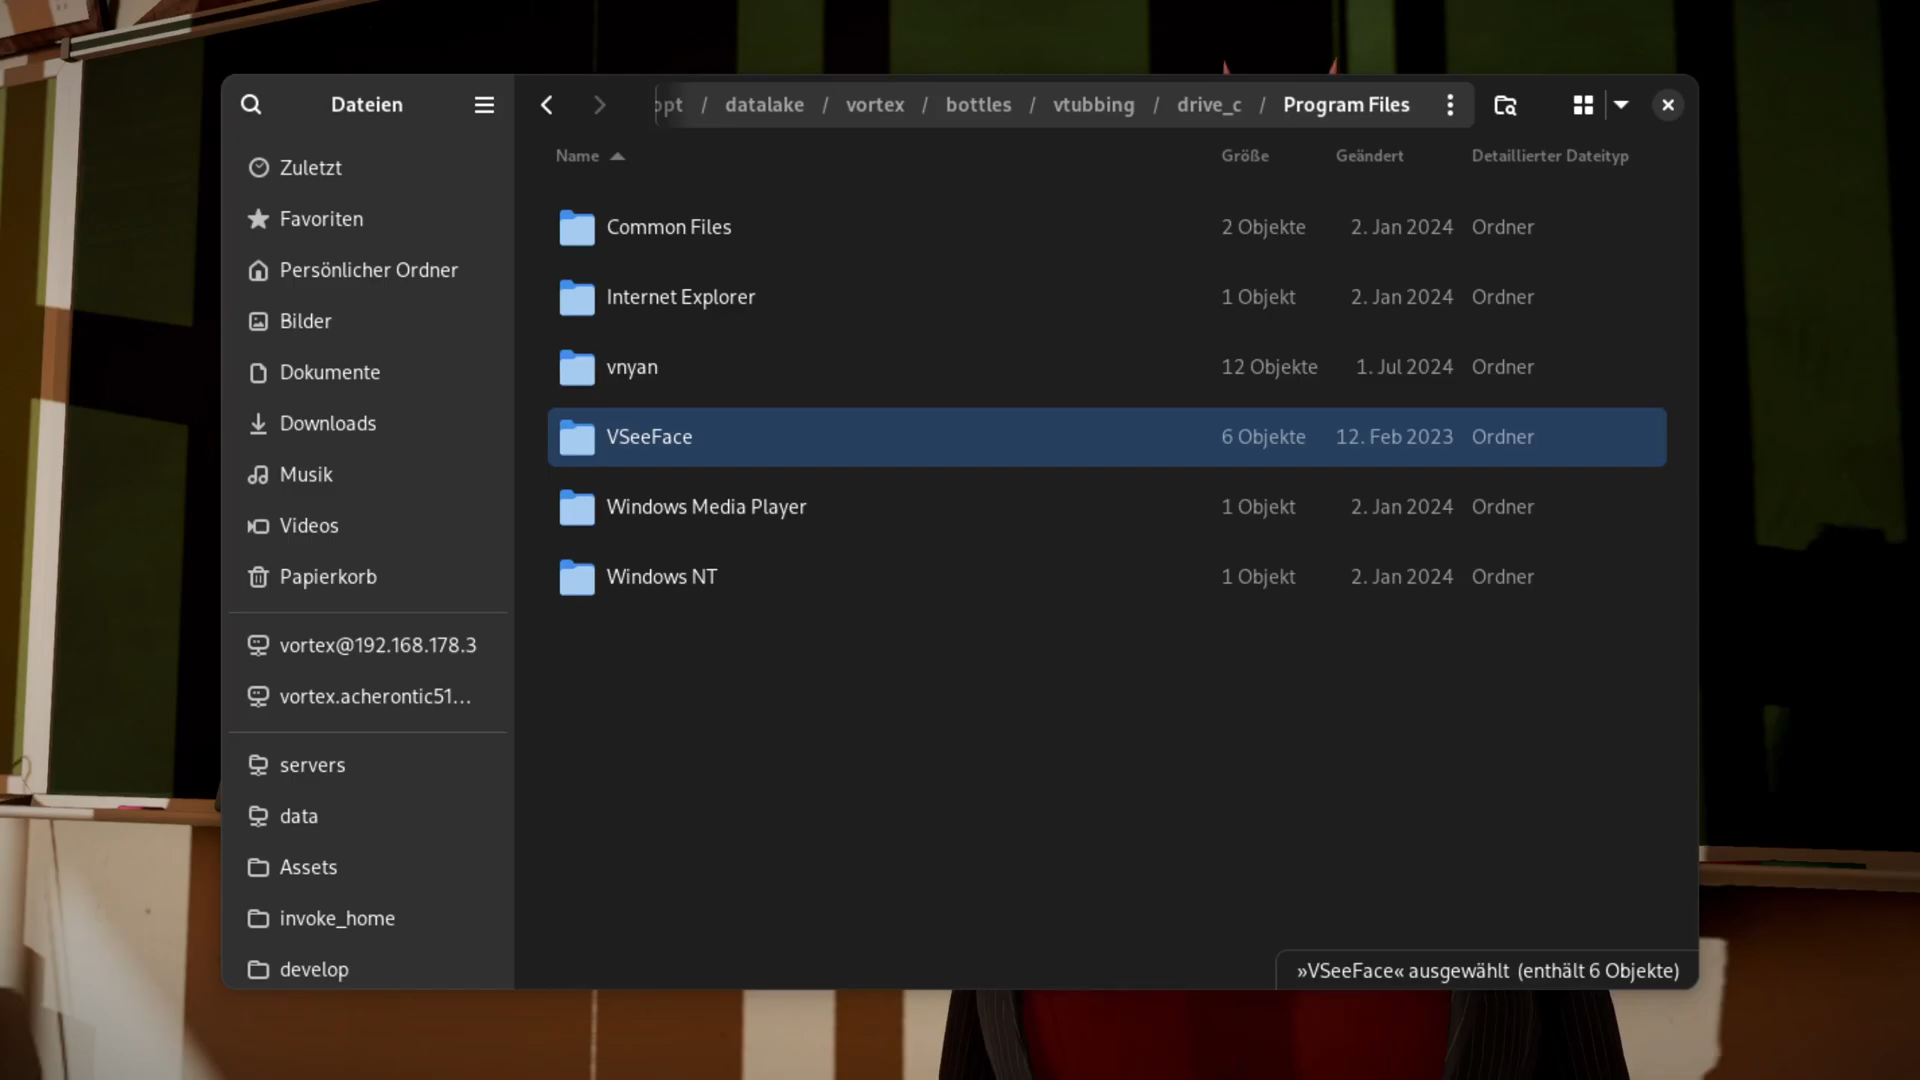 Dateien
/ datalake / vortex / bottles / vtubbing / drive_c / Program Files
Zuletzt
Favoriten
Persönlicher Ordner
Bilder
Dokumente
Downloads
Musik
Videos
Papierkorb
vortex@192.168.178.3
vortex.acherontic51...
servers
data
Assets
invoke_home
develop
Name Größe Geändert Detaillierter Dateityp
Common Files 2 Objekte 2. Jan 2024 Ordner
Internet Explorer 1 Objekt 2. Jan 2024 Ordner
vnyan 12 Objekte 1. Jul 2024 Ordner
VSeeFace 6 Objekte 12. Feb 2023 Ordner
Windows Media Player 1 Objekt 2. Jan 2024 Ordner
Windows NT 1 Objekt 2. Jan 2024 Ordner
»VSeeFace« ausgewählt (enthält 6 Objekte)